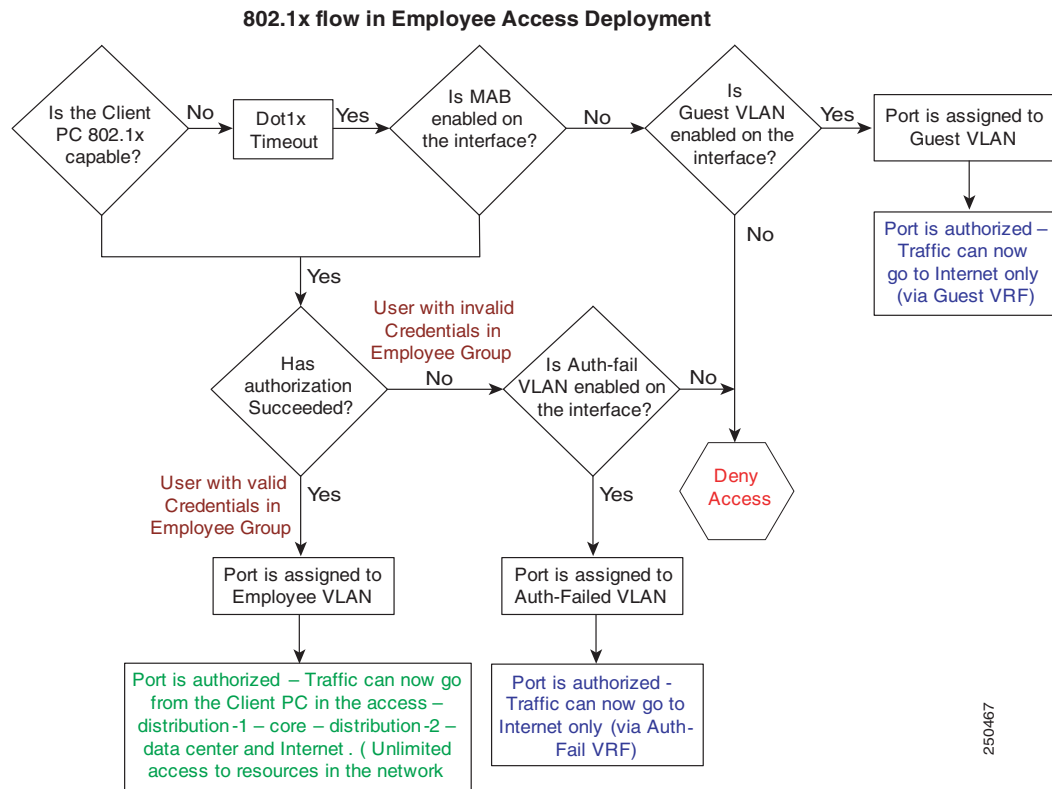 802.1x flow in Employee Access Deployment
Is the Client
PC 802.1x
capable?
No
Dot1x
Timeout
Yes
Is MAB
enabled on
the interface?
No
Is
Guest VLAN
enabled on the
interface?
Yes
Port is assigned to
Guest VLAN
Port is authorized –
Traffic can now
go to Internet only
(via Guest VRF)
No
Yes
Has
authorization
Succeeded?
User with invalid
Credentials in
Employee Group
No
Is Auth-fail
VLAN enabled on
the interface?
No
Deny
Access
User with valid
Credentials in
Employee Group
Yes
Yes
Port is assigned to
Employee VLAN
Port is assigned to
Auth-Failed VLAN
Port is authorized – Traffic can now go
from the Client PC in the access –
distribution-1 – core – distribution-2 –
data center and Internet . ( Unlimited
access to resources in the network
Port is authorized -
Traffic can now go to
Internet only (via Auth-
Fail VRF)
250467